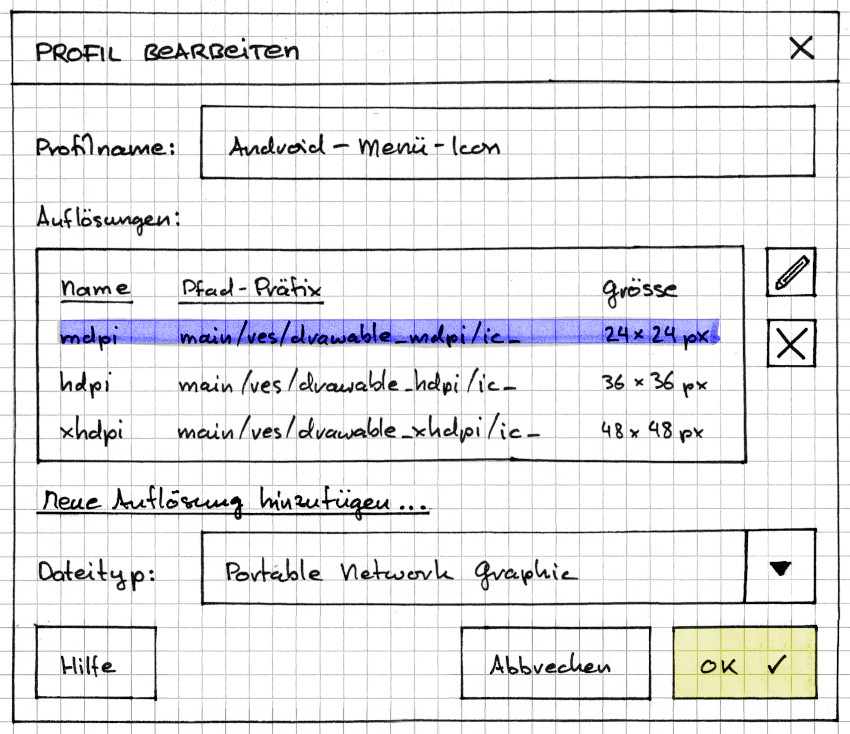 PROFIL BEARBEITEN
Profilname: Android-Menü-Icon
Auflösungen:
Name Pfad-Präfix Grösse
mdpi main/res/drawable_mdpi/ic_ 24×24 px
hdpi main/res/drawable_hdpi/ic_ 36×36 px
xhdpi main/res/drawable_xhdpi/ic_ 48×48 px
Neue Auflösung hinzufügen...
Dateityp: Portable Network Graphic
Hilfe Abbrechen OK ✓